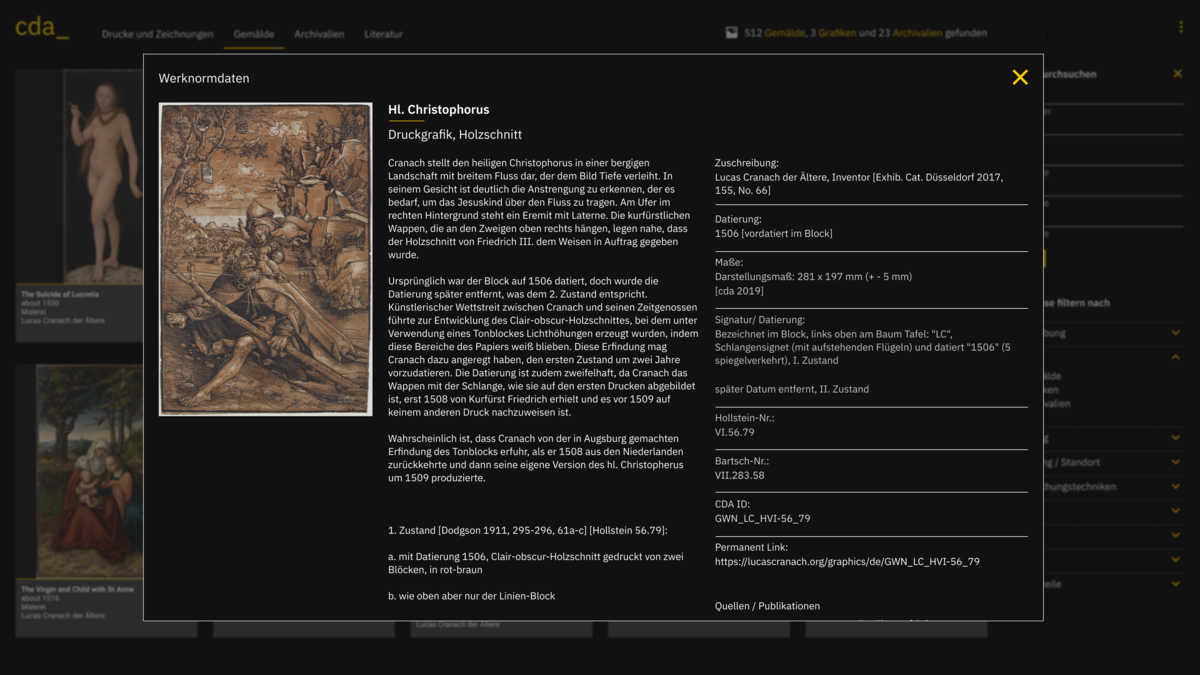 cda_
Drucke und Zeichnungen
Gemälde
Archivalien
Literatur
512 Gemälde, 3 Grafiken und 23 Archivalien gefunden
Werknormdaten
Hl. Christophorus
Druckgrafik, Holzschnitt
Cranach stellt den heiligen Christophorus in einer bergigen
Landschaft mit breitem Fluss dar, der dem Bild Tiefe verleiht. In
seinem Gesicht ist deutlich die Anstrengung zu erkennen, der es
bedarf, um das Jesuskind über den Fluss zu tragen. Am Ufer im
rechten Hintergrund steht ein Eremit mit Laterne. Die kurfürstlichen
Wappen, die an den Zweigen oben rechts hängen, legen nahe, dass
der Holzschnitt von Friedrich III. dem Weisen in Auftrag gegeben
wurde.
Ursprünglich war der Block auf 1506 datiert, doch wurde die
Datierung später entfernt, was dem 2. Zustand entspricht.
Künstlerischer Wettstreit zwischen Cranach und seinen Zeitgenossen
führte zur Entwicklung des Clair-obscur-Holzschnittes, bei dem unter
Verwendung eines Tonblockes Lichthöhungen erzeugt wurden, indem
diese Bereiche des Papiers weiß blieben. Diese Erfindung mag
Cranach dazu angeregt haben, den ersten Zustand um zwei Jahre
vorzudatieren. Die Datierung ist zudem zweifelhaft, da Cranach das
Wappen mit der Schlange, wie sie auf den ersten Drucken abgebildet
ist, erst 1508 von Kurfürst Friedrich erhielt und es vor 1509 auf
keinem anderen Druck nachzuweisen ist.
Wahrscheinlich ist, dass Cranach von der in Augsburg gemachten
Erfindung des Tonblocks erfuhr, als er 1508 aus den Niederlanden
zurückkehrte und dann seine eigene Version des hl. Christopherus
um 1509 produzierte.
1. Zustand [Dodgson 1911, 295-296, 61a-c] [Hollstein 56.79]:
a. mit Datierung 1506, Clair-obscur-Holzschnitt gedruckt von zwei
Blöcken, in rot-braun
b. wie oben aber nur der Linien-Block
Zuschreibung:
Lucas Cranach der Ältere, Inventor [Exhib. Cat. Düsseldorf 2017,
155, No. 66]
Datierung:
1506 [vordatiert im Block]
Maße:
Darstellungsmaß: 281 x 197 mm (+ - 5 mm)
[cda 2019]
Signatur/ Datierung:
Bezeichnet im Block, links oben am Baum Tafel: "LC",
Schlangensignet (mit aufstehenden Flügeln) und datiert "1506" (5
spiegelverkehrt), I. Zustand
später Datum entfernt, II. Zustand
Hollstein-Nr.:
VI.56.79
Bartsch-Nr.:
VII.283.58
CDA ID:
GWN_LC_HVI-56_79
Permanent Link:
https://lucascranach.org/graphics/de/GWN_LC_HVI-56_79
Quellen / Publikationen
The Suicide of Lucretia
about 1530
Malerei
Lucas Cranach der Ältere
The Virgin and Child with St Anne
about 1516
Malerei
Lucas Cranach der Ältere
Lucas Cranach der Ältere
urchsuchen
se filtern nach
bung
älde
ken
valien
ng / Standort
chungstechniken
teile